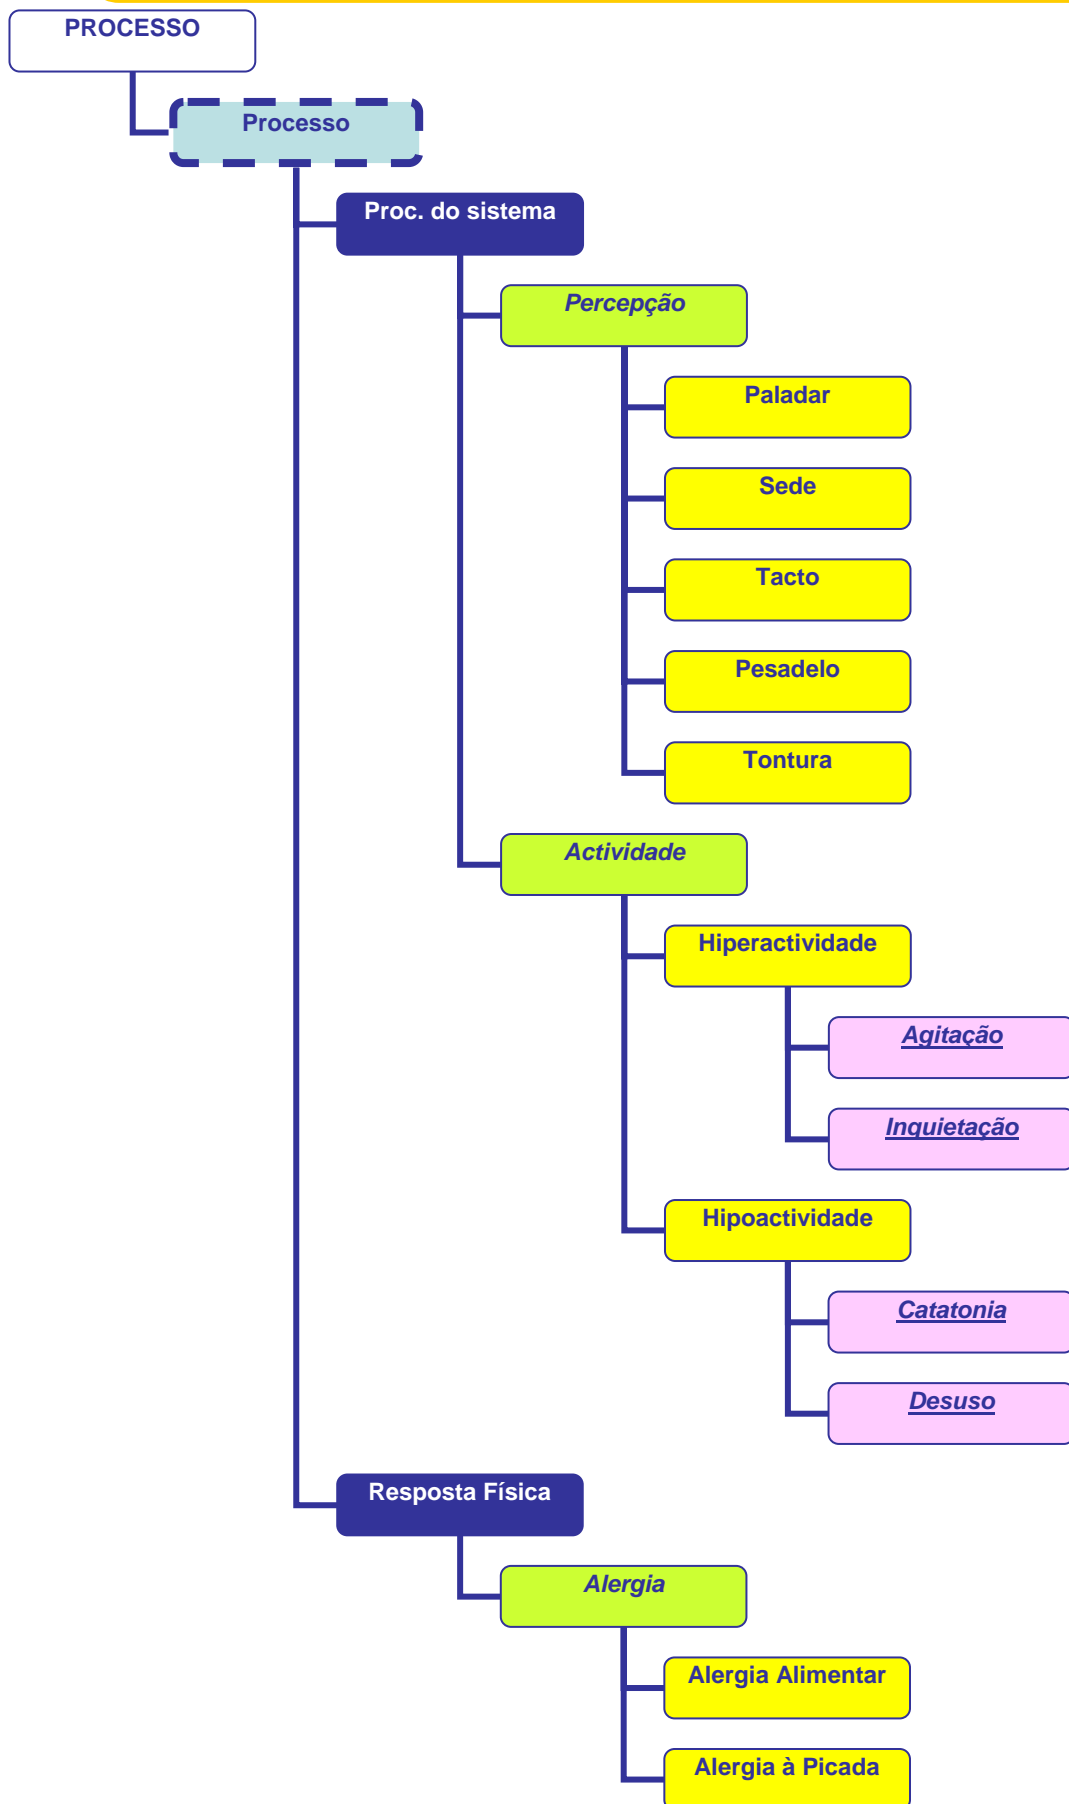 PROCESSO
Processo
Proc. do sistema
Percepção
Paladar
Sede
Tacto
Pesadelo
Tontura
Actividade
Hiperactividade
Agitação
Inquietação
Hipoactividade
Catatonia
Desuso
Resposta Física
Alergia
Alergia Alimentar
Alergia à Picada